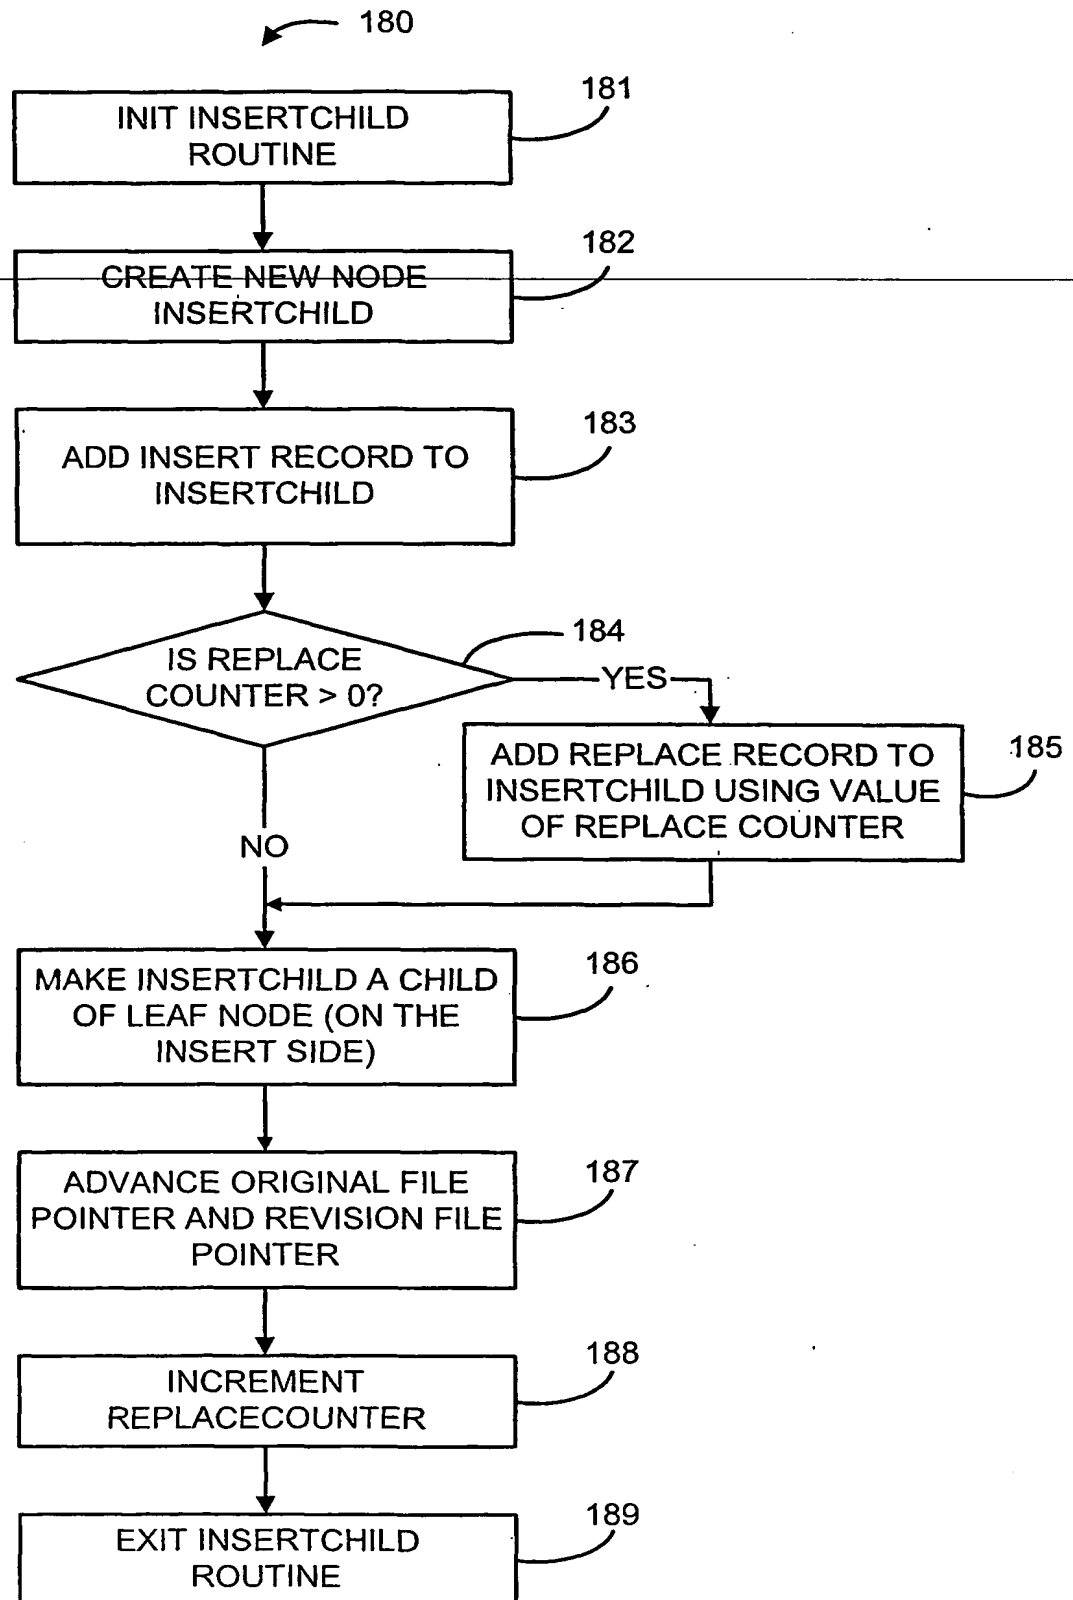 180
INIT INSERTCHILD
ROUTINE
181
CREATE NEW NODE
INSERTCHILD
182
ADD INSERT RECORD TO
INSERTCHILD
183
IS REPLACE
COUNTER > 0?
184
YES
ADD REPLACE RECORD TO
INSERTCHILD USING VALUE
OF REPLACE COUNTER
185
NO
MAKE INSERTCHILD A CHILD
OF LEAF NODE (ON THE
INSERT SIDE)
186
ADVANCE ORIGINAL FILE
POINTER AND REVISION FILE
POINTER
187
INCREMENT
REPLACECOUNTER
188
EXIT INSERTCHILD
ROUTINE
189